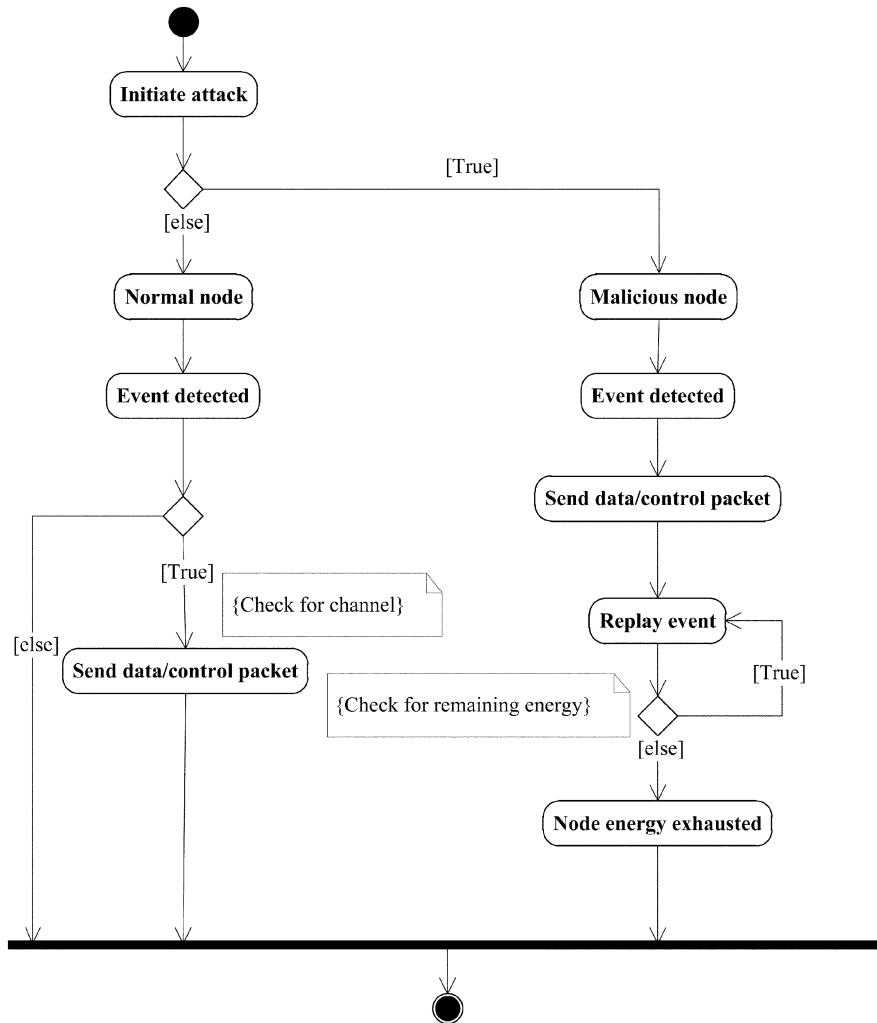 Initiate attack
[True]
[else]
Normal node
Malicious node
Event detected
Event detected
Send data/control packet
[True]
{Check for channel}
Replay event
[else]
Send data/control packet
[True]
{Check for remaining energy}
[else]
Node energy exhausted